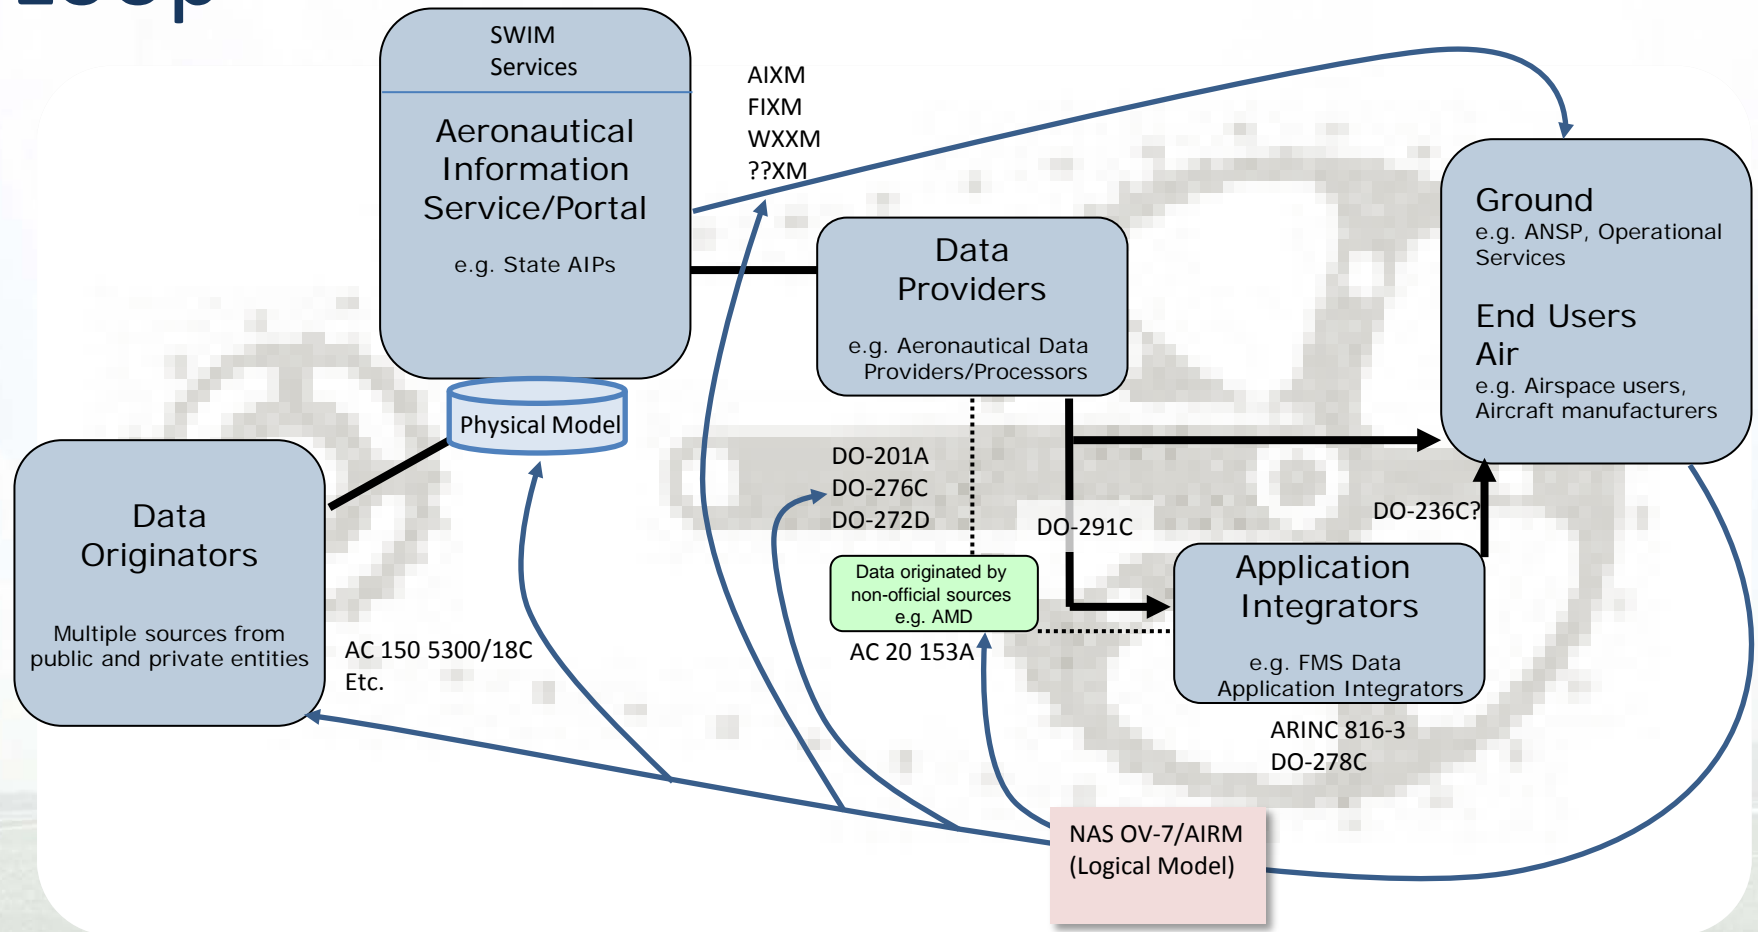 Loop
SWIM
Services
Aeronautical
Information
Service/Portal
e.g. State AIPs
AIXM
FIXM
WXXM
??XM
Physical Model
Data
Originators
Multiple sources from
public and private entities
AC 150 5300/18C
Etc.
Data
Providers
e.g. Aeronautical Data
Providers/Processors
DO-201A
DO-276C
DO-272D
DO-291C
Data originated by
non-official sources
e.g. AMD
AC 20 153A
Ground
e.g. ANSP, Operational
Services
End Users
Air
e.g. Airspace users,
Aircraft manufacturers
DO-236C?
Application
Integrators
e.g. FMS Data
Application Integrators
ARINC 816-3
DO-278C
NAS OV-7/AIRM
(Logical Model)